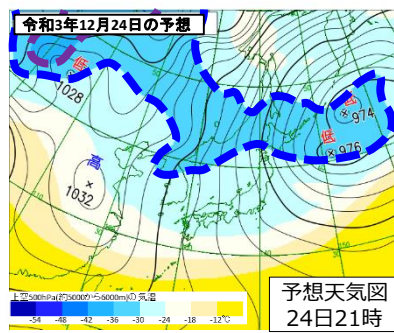 令和3年12月24日の予想
低
1028
低
974
低
976
高
1032
上空500hPa(約5000から6000m)の気温
-54 -48 -42 -36 -30 -24 -18 -12℃
予想天気図
24日21時